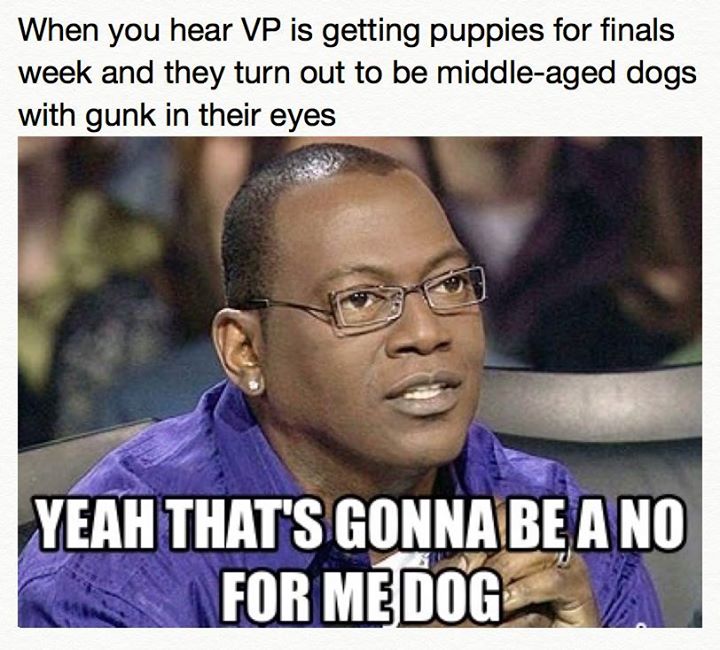 When you hear VP is getting puppies for finals
week and they turn out to be middle-aged dogs
with gunk in their eyes
YEAH THAT'S GONNA BE A NO
FOR ME DOG